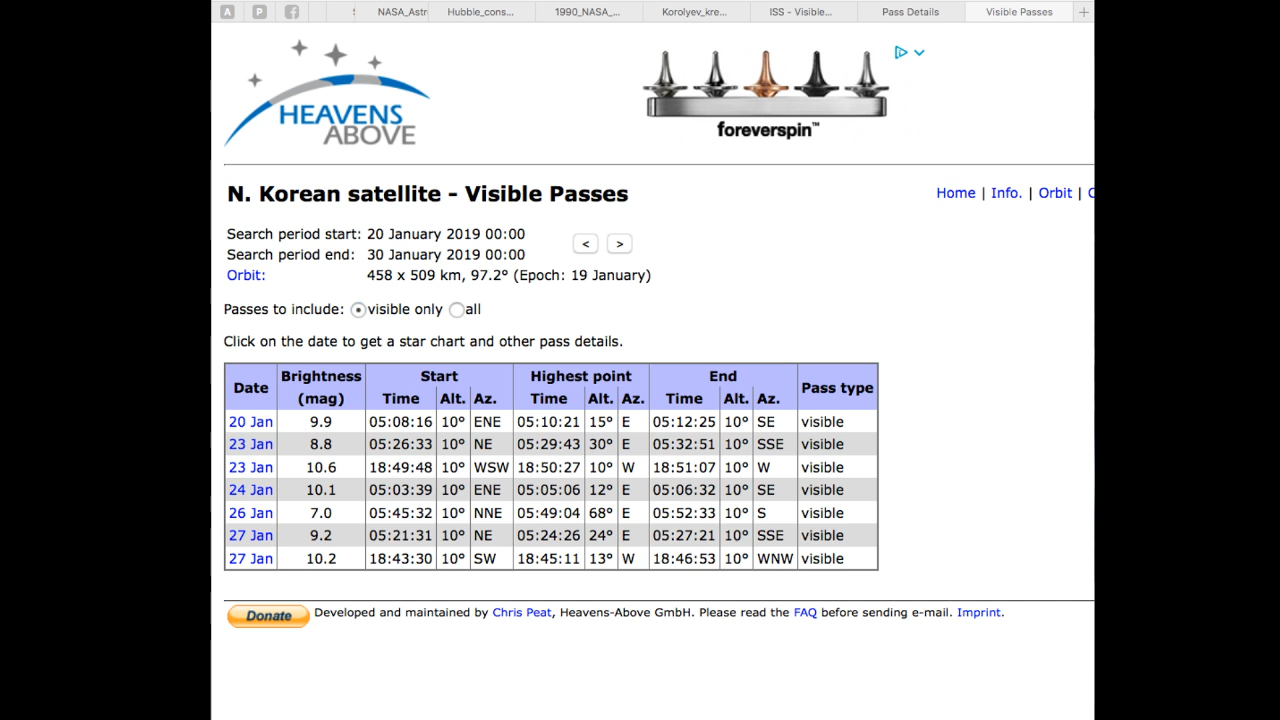 A P NASA_Astr Hubble_cons... 1990_NASA_... Korolyev_kre... ISS - Visible... Pass Details Visible Passes +
HEAVENS
ABOVE
foreverspin™
N. Korean satellite - Visible Passes
Home | Info. | Orbit |
Search period start: 20 January 2019 00:00
Search period end: 30 January 2019 00:00
< >
Orbit: 458 x 509 km, 97.2° (Epoch: 19 January)
Passes to include: visible only all
Click on the date to get a star chart and other pass details.
Date Brightness (mag) Start Highest point End Pass type
Time Alt. Az. Time Alt. Az. Time Alt. Az.
20 Jan 9.9 05:08:16 10° ENE 05:10:21 15° E 05:12:25 10° SE visible
23 Jan 8.8 05:26:33 10° NE 05:29:43 30° E 05:32:51 10° SSE visible
23 Jan 10.6 18:49:48 10° WSW 18:50:27 10° W 18:51:07 10° W visible
24 Jan 10.1 05:03:39 10° ENE 05:05:06 12° E 05:06:32 10° SE visible
26 Jan 7.0 05:45:32 10° NNE 05:49:04 68° E 05:52:33 10° S visible
27 Jan 9.2 05:21:31 10° NE 05:24:26 24° E 05:27:21 10° SSE visible
27 Jan 10.2 18:43:30 10° SW 18:45:11 13° W 18:46:53 10° WNW visible
Donate Developed and maintained by Chris Peat, Heavens-Above GmbH. Please read the FAQ before sending e-mail. Imprint.